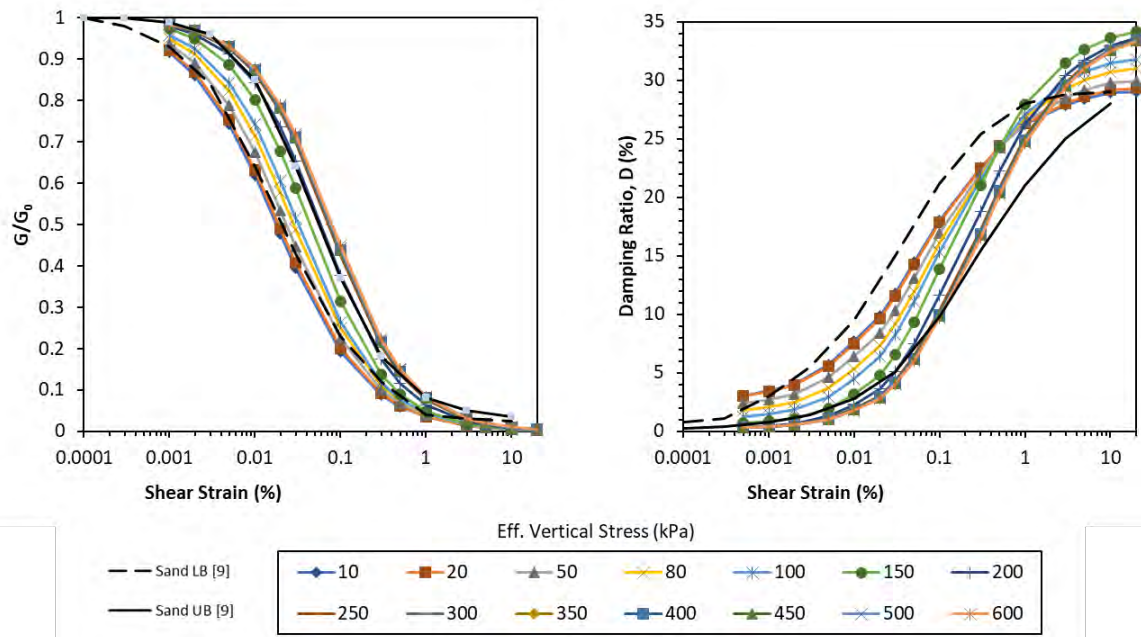 1
0.9
0.8
0.7
0.6
0.5
0.4
0.3
0.2
0.1
0
G/G0
0.0001 0.001 0.01 0.1 1 10
Shear Strain (%)
35
30
25
20
15
10
5
0
Damping Ratio, D (%)
0.0001 0.001 0.01 0.1 1 10
Shear Strain (%)
Eff. Vertical Stress (kPa)
Sand LB [9]
Sand UB [9]
10 20 50 80 100 150 200
250 300 350 400 450 500 600